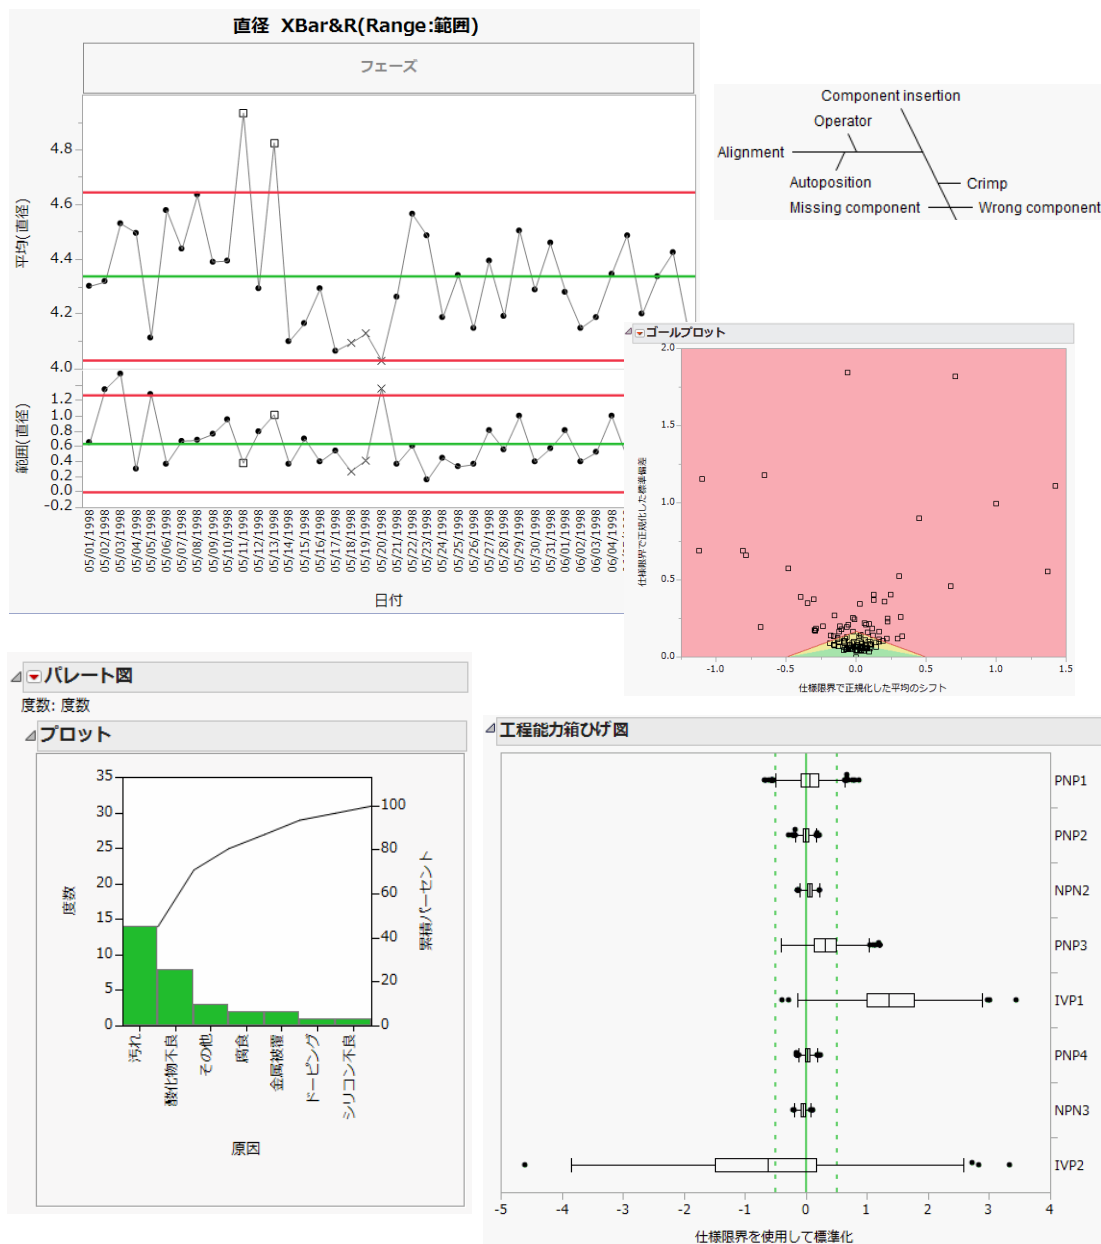 直径 XBar&R(Range:範囲)
フェーズ
平均(直径)
4.8
4.6
4.4
4.2
4.0
範囲(直径)
1.2
1.0
0.8
0.6
0.4
0.2
0.0
-0.2
05/01/1998
05/02/1998
05/03/1998
05/04/1998
05/05/1998
05/06/1998
05/07/1998
05/08/1998
05/09/1998
05/10/1998
05/11/1998
05/12/1998
05/13/1998
05/14/1998
05/15/1998
05/16/1998
05/17/1998
05/18/1998
05/19/1998
05/20/1998
05/21/1998
05/22/1998
05/23/1998
05/24/1998
05/25/1998
05/26/1998
05/27/1998
05/28/1998
05/29/1998
05/30/1998
05/31/1998
06/01/1998
06/02/1998
06/03/1998
06/04/1998
日付
Component insertion
Operator
Alignment
Autoposition
Crimp
Missing component
Wrong component
ゴールプロット
仕様限界で正規化した標準偏差
2.0
1.5
1.0
0.5
0.0
-1.0
-0.5
0.0
0.5
1.0
1.5
仕様限界で正規化した平均のシフト
パレート図
度数: 度数
プロット
度数
35
30
25
20
15
10
5
0
累積パーセント
100
80
60
40
20
0
汚れ
酸化物不良
その他
腐食
金属被覆
ドーピング
シリコン不良
原因
工程能力箱ひげ図
PNP1
PNP2
NPN2
PNP3
IVP1
PNP4
NPN3
IVP2
-5
-4
-3
-2
-1
0
1
2
3
4
仕様限界を使用して標準化